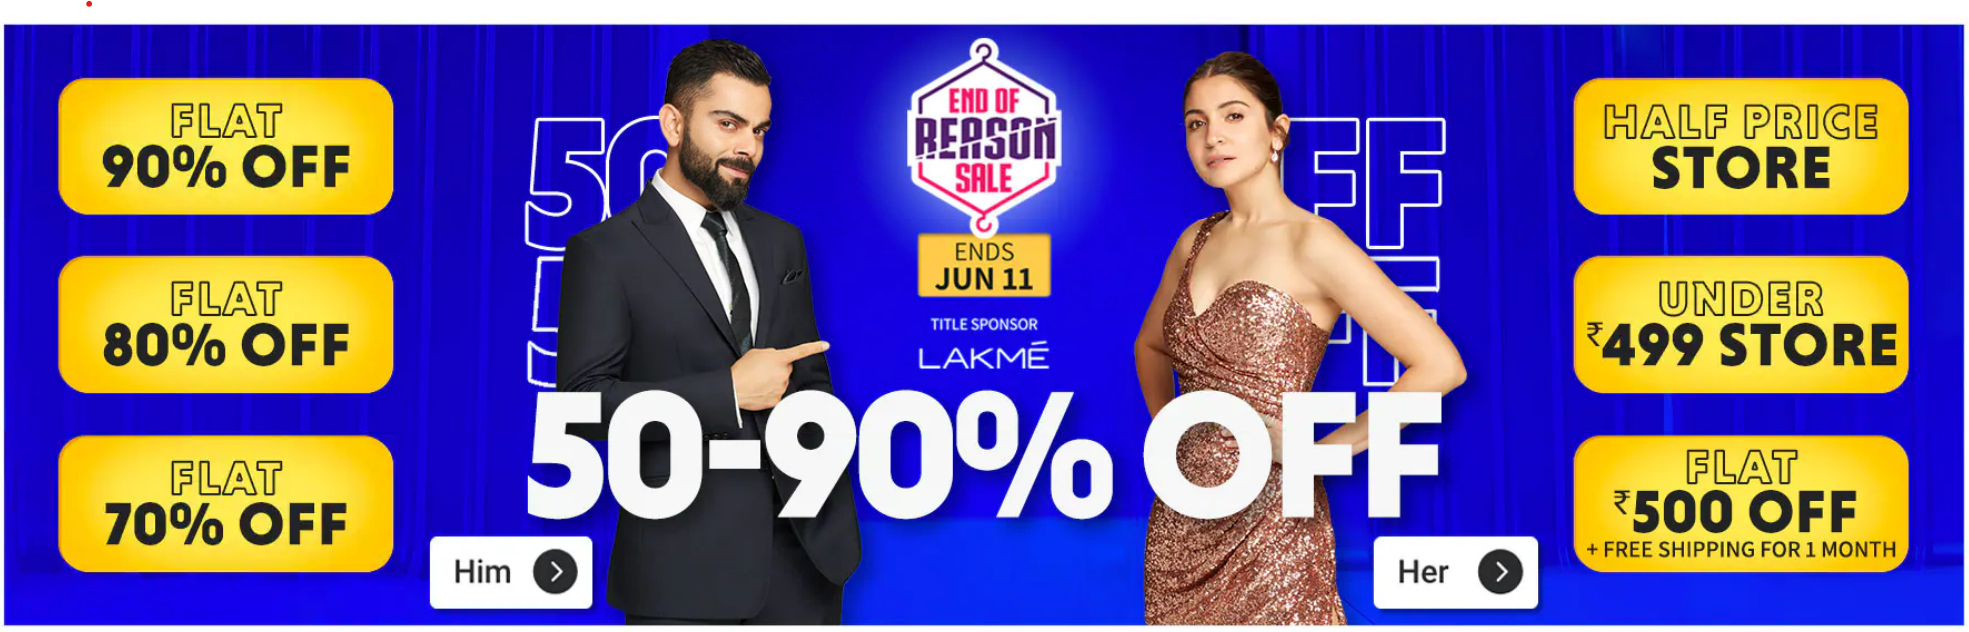 FLAT
90% OFF
FLAT
80% OFF
FLAT
70% OFF
END OF
REASON
SALE
ENDS
JUN 11
TITLE SPONSOR
LAKMÉ
50-90% OFF
Him
Her
HALF PRICE
STORE
UNDER
₹499 STORE
FLAT
₹500 OFF
+ FREE SHIPPING FOR 1 MONTH